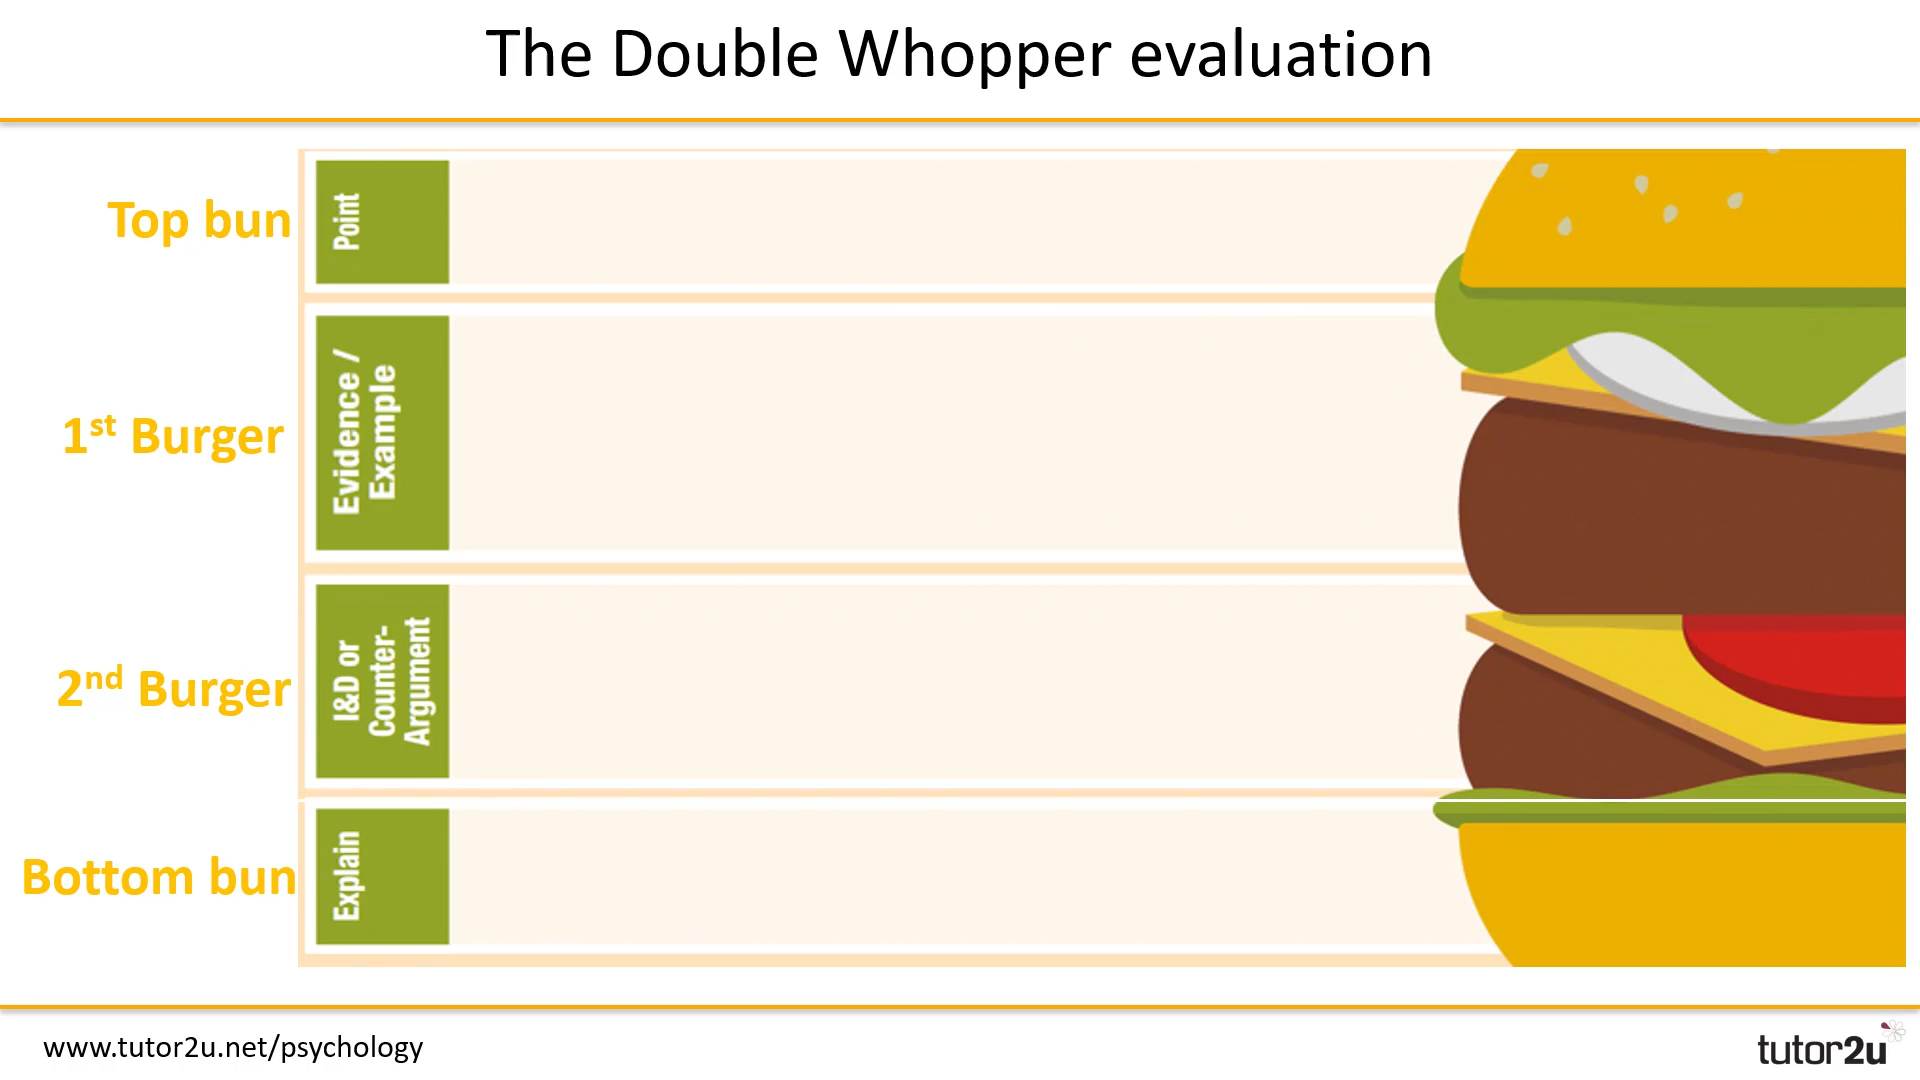 The Double Whopper evaluation
Top bun
Point
1st Burger
Evidence /
Example
2nd Burger
I&D or
Counter-
Argument
Bottom bun
Explain
www.tutor2u.net/psychology
tutor2u